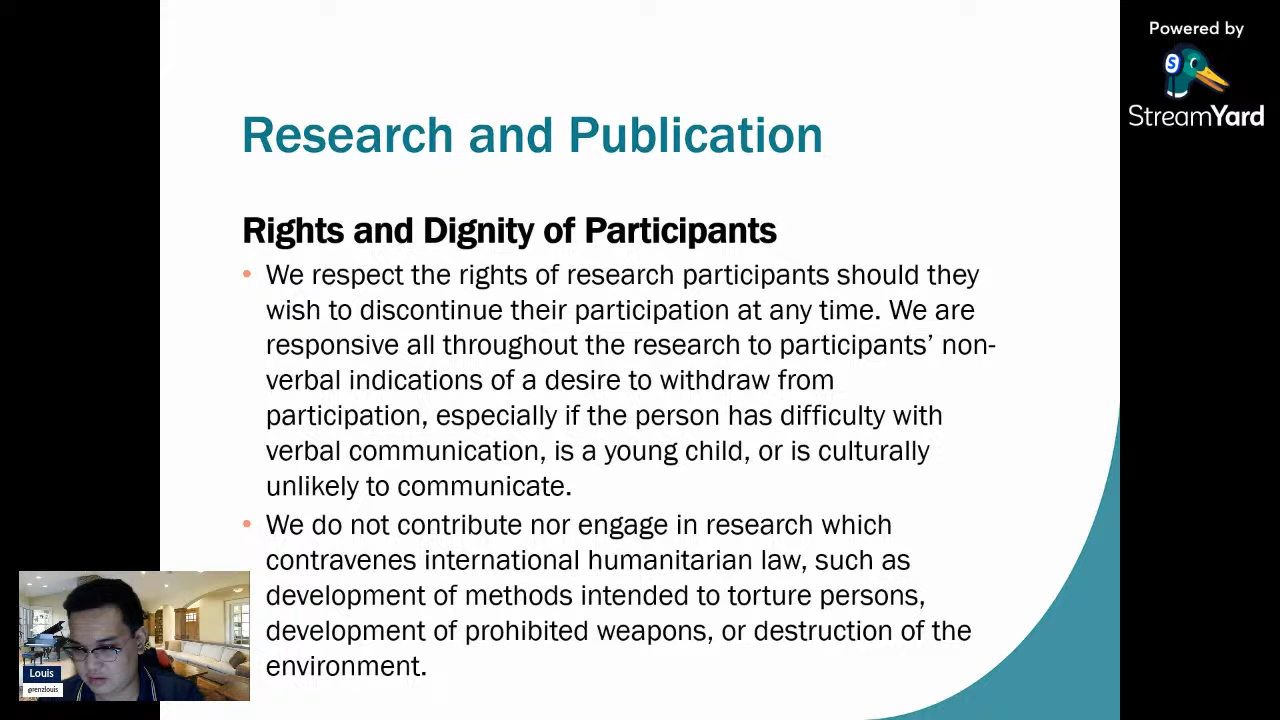 Powered by
StreamYard
Research and Publication
Rights and Dignity of Participants
• We respect the rights of research participants should they
wish to discontinue their participation at any time. We are
responsive all throughout the research to participants’ non-
verbal indications of a desire to withdraw from
participation, especially if the person has difficulty with
verbal communication, is a young child, or is culturally
unlikely to communicate.
• We do not contribute nor engage in research which
contravenes international humanitarian law, such as
development of methods intended to torture persons,
development of prohibited weapons, or destruction of the
environment.
Louis
@renzlouis